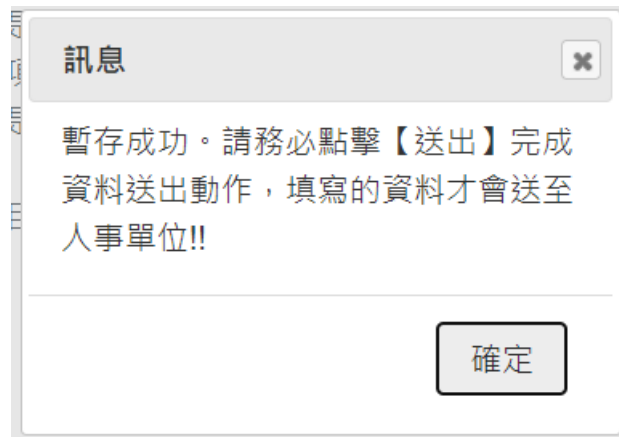 訊息
暫存成功。請務必點擊【送出】完成
資料送出動作，填寫的資料才會送至
人事單位!!
確定